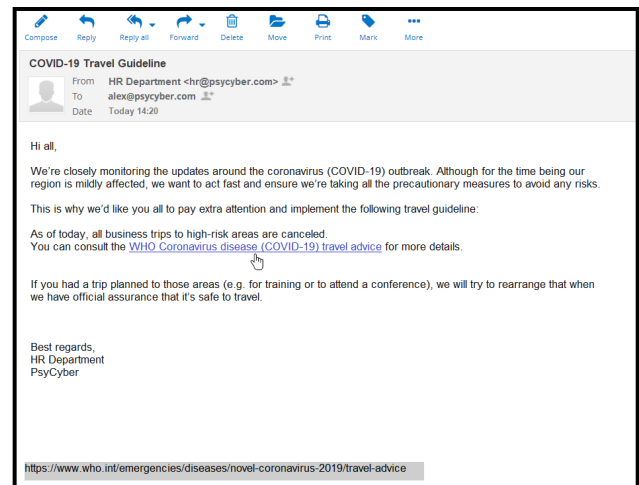 Compose Reply Reply all Forward Delete Move Print Mark More
COVID-19 Travel Guideline
From HR Department <hr@psycyber.com>
To alex@psycyber.com
Date Today 14:20
Hi all,
We're closely monitoring the updates around the coronavirus (COVID-19) outbreak. Although for the time being our
region is mildly affected, we want to act fast and ensure we're taking all the precautionary measures to avoid any risks.
This is why we'd like you all to pay extra attention and implement the following travel guideline:
As of today, all business trips to high-risk areas are canceled.
You can consult the WHO Coronavirus disease (COVID-19) travel advice for more details.
If you had a trip planned to those areas (e.g. for training or to attend a conference), we will try to rearrange that when
we have official assurance that it's safe to travel.
Best regards,
HR Department
PsyCyber
https://www.who.int/emergencies/diseases/novel-coronavirus-2019/travel-advice